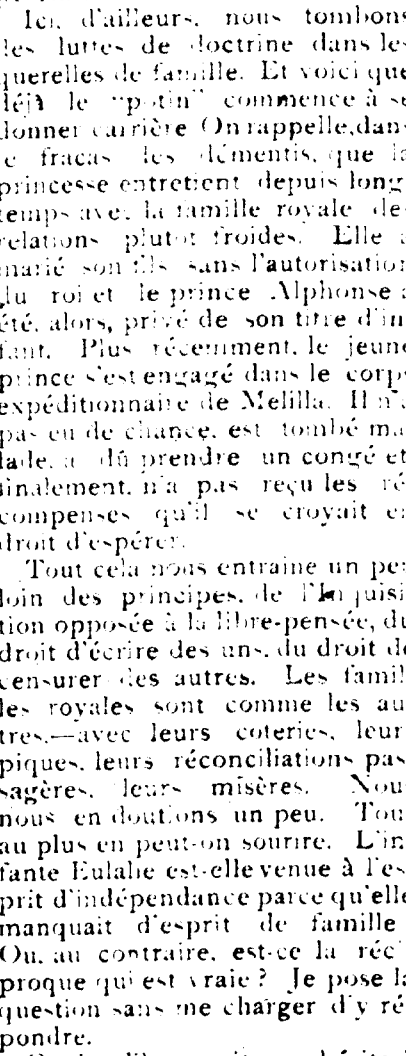 Ici, d'ailleurs, nous tombons
les luttes de doctrine dans les
querelles de famille. Et voici que
déjà le "potin" commence à se
donner carrière On rappelle, dans
le fracas les démentis, que la
princesse entretient depuis long-
temps avec la famille royale des
relations plutot froides. Elle a
marié son fils sans l'autorisation
du roi et le prince Alphonse a
été, alors, privé de son titre d'in-
fant. Plus récemment, le jeune
prince s'est engagé dans le corps
expéditionnaire de Melilla. Il n'a
pas eu de chance, est tombé ma-
lade, a dû prendre un congé et
finalement, n'a pas reçu les ré-
compenses qu'il se croyait en
droit d'espérer.
Tout cela nous entraine un peu
loin des principes, de l'Inquisi-
tion opposée à la libre-pensée, du
droit d'écrire des uns, du droit de
censurer des autres. Les famil-
les royales sont comme les au-
tres,—avec leurs coteries, leurs
piques, leurs réconciliations pas-
sagères, leurs misères. Nous
nous en doutions un peu. Tout
au plus en peut-on sourire. L'in-
fante Eulalie est-elle venue à l'es-
prit d'indépendance parce qu'elle
manquait d'esprit de famille
Ou, au contraire, est-ce la réci-
proque qui est vraie ? Je pose la
question sans me charger d'y ré-
pondre.